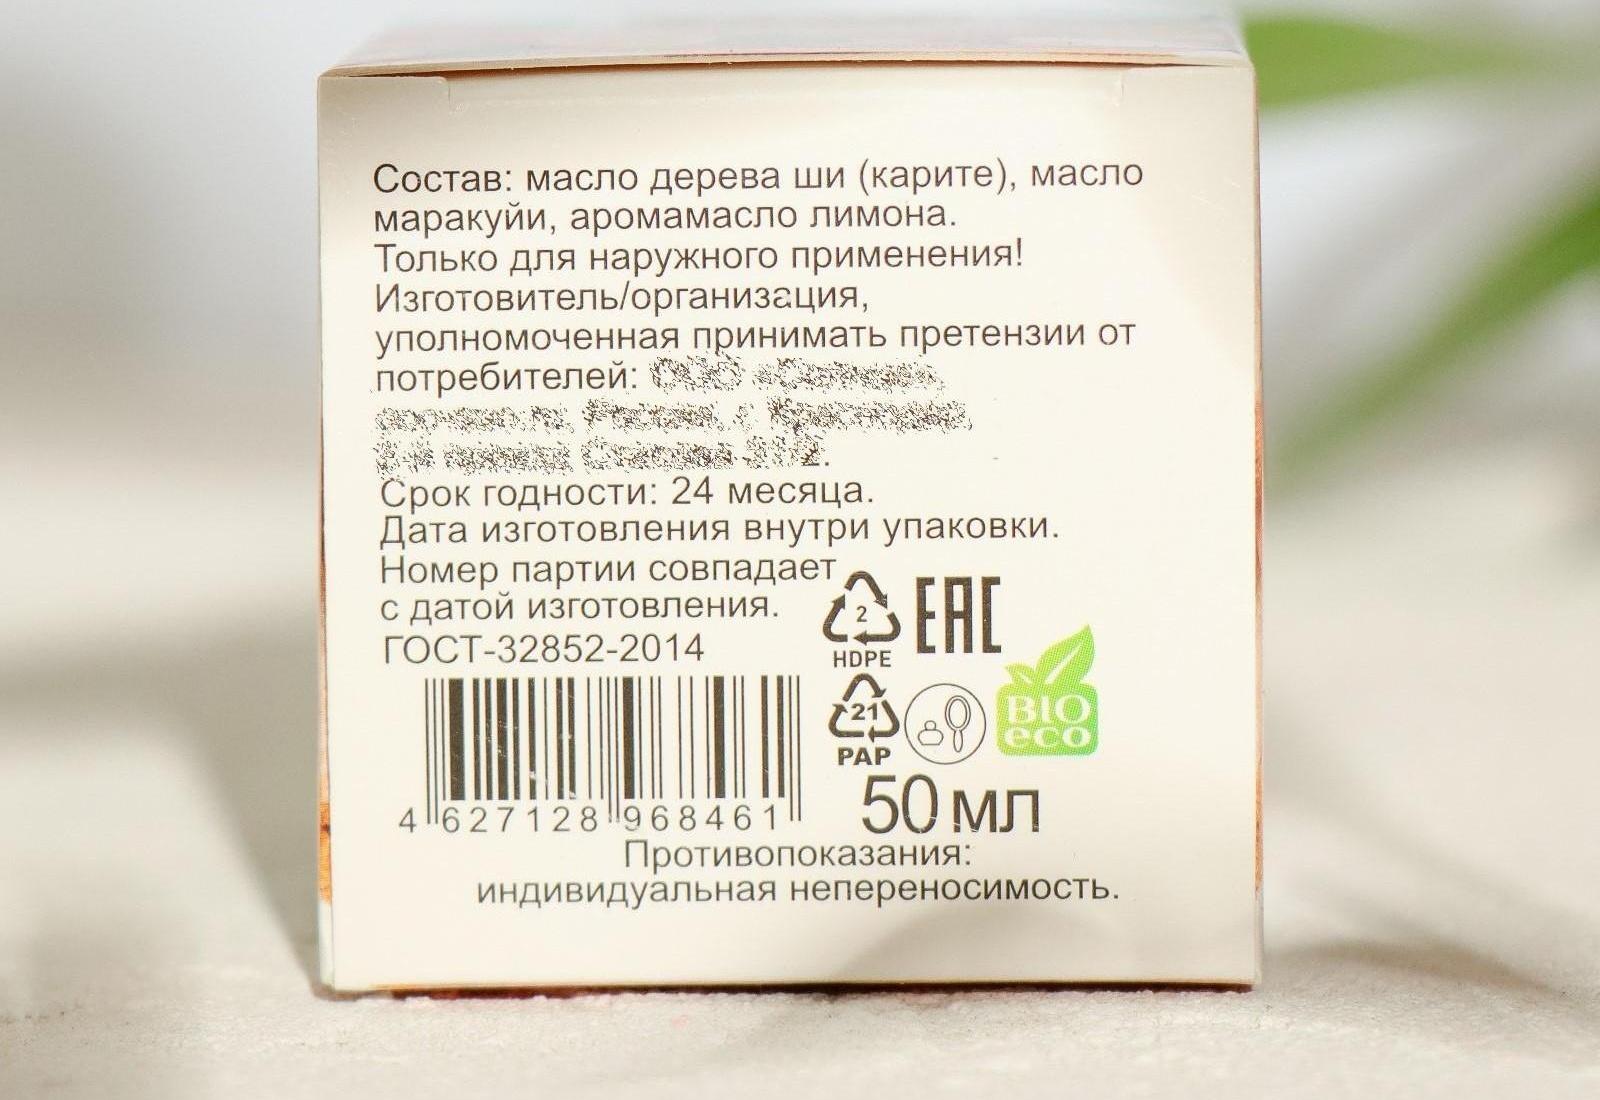 Состав: масло дерева ши (карите), масло
маракуйи, аромамасло лимона.
Только для наружного применения!
Изготовитель/организация,
уполномоченная принимать претензии от
потребителей:
Срок годности: 24 месяца.
Дата изготовления внутри упаковки.
Номер партии совпадает
с датой изготовления.
ГОСТ-32852-2014
2
HDPE
EAC
21
PAP
BIO
eco
4 627128 968461
50 мл
Противопоказания:
индивидуальная непереносимость.